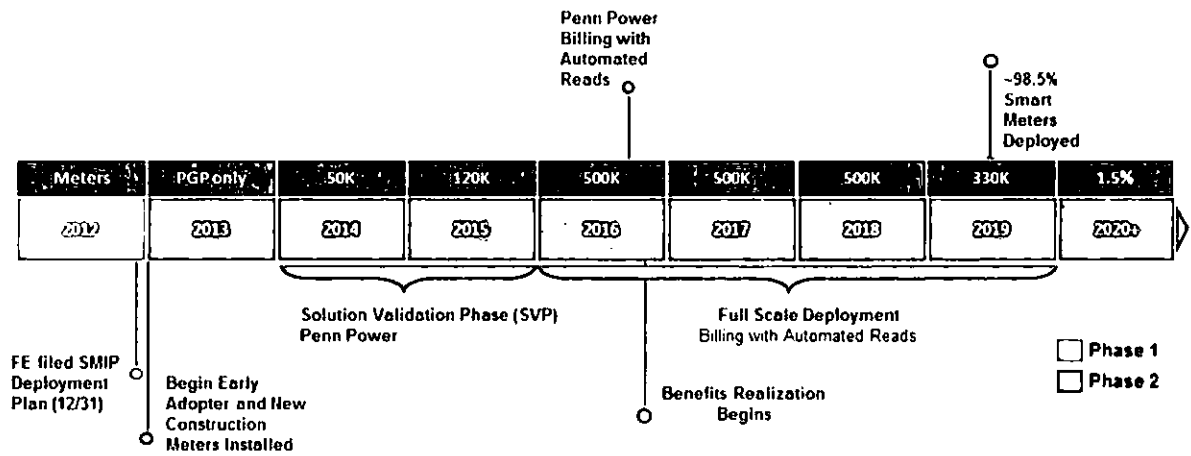 Penn Power
Billing with
Automated
Reads
~98.5%
Smart
Meters
Deployed
Meters PGP only 50K 120K 500K 500K 500K 330K 1.5%
2012 2013 2014 2015 2016 2017 2018 2019 2020+
Solution Validation Phase (SVP)
Penn Power
Full Scale Deployment
Billing with Automated Reads
FE filed SMIP
Deployment
Plan (12/31)
Begin Early
Adopter and New
Construction
Meters Installed
Benefits Realization
Begins
Phase 1
Phase 2